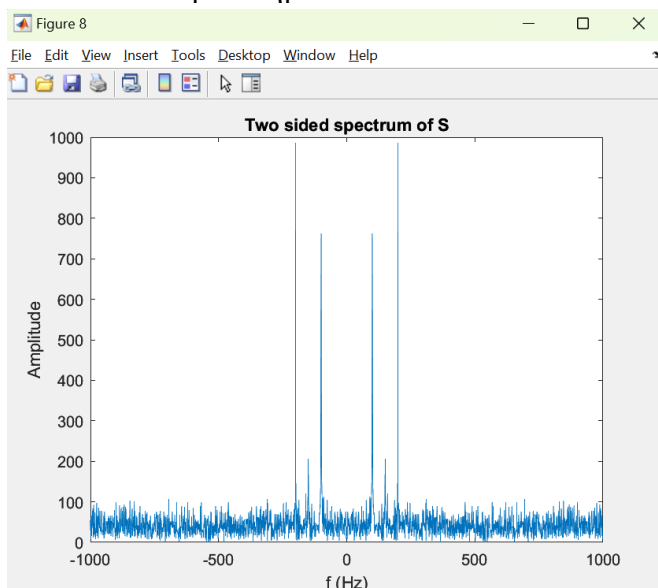 Figure 8
File Edit View Insert Tools Desktop Window Help
Two sided spectrum of S
1000
900
800
700
600
500
400
300
200
100
0
Amplitude
-1000 -500 0 500 1000
f (Hz)